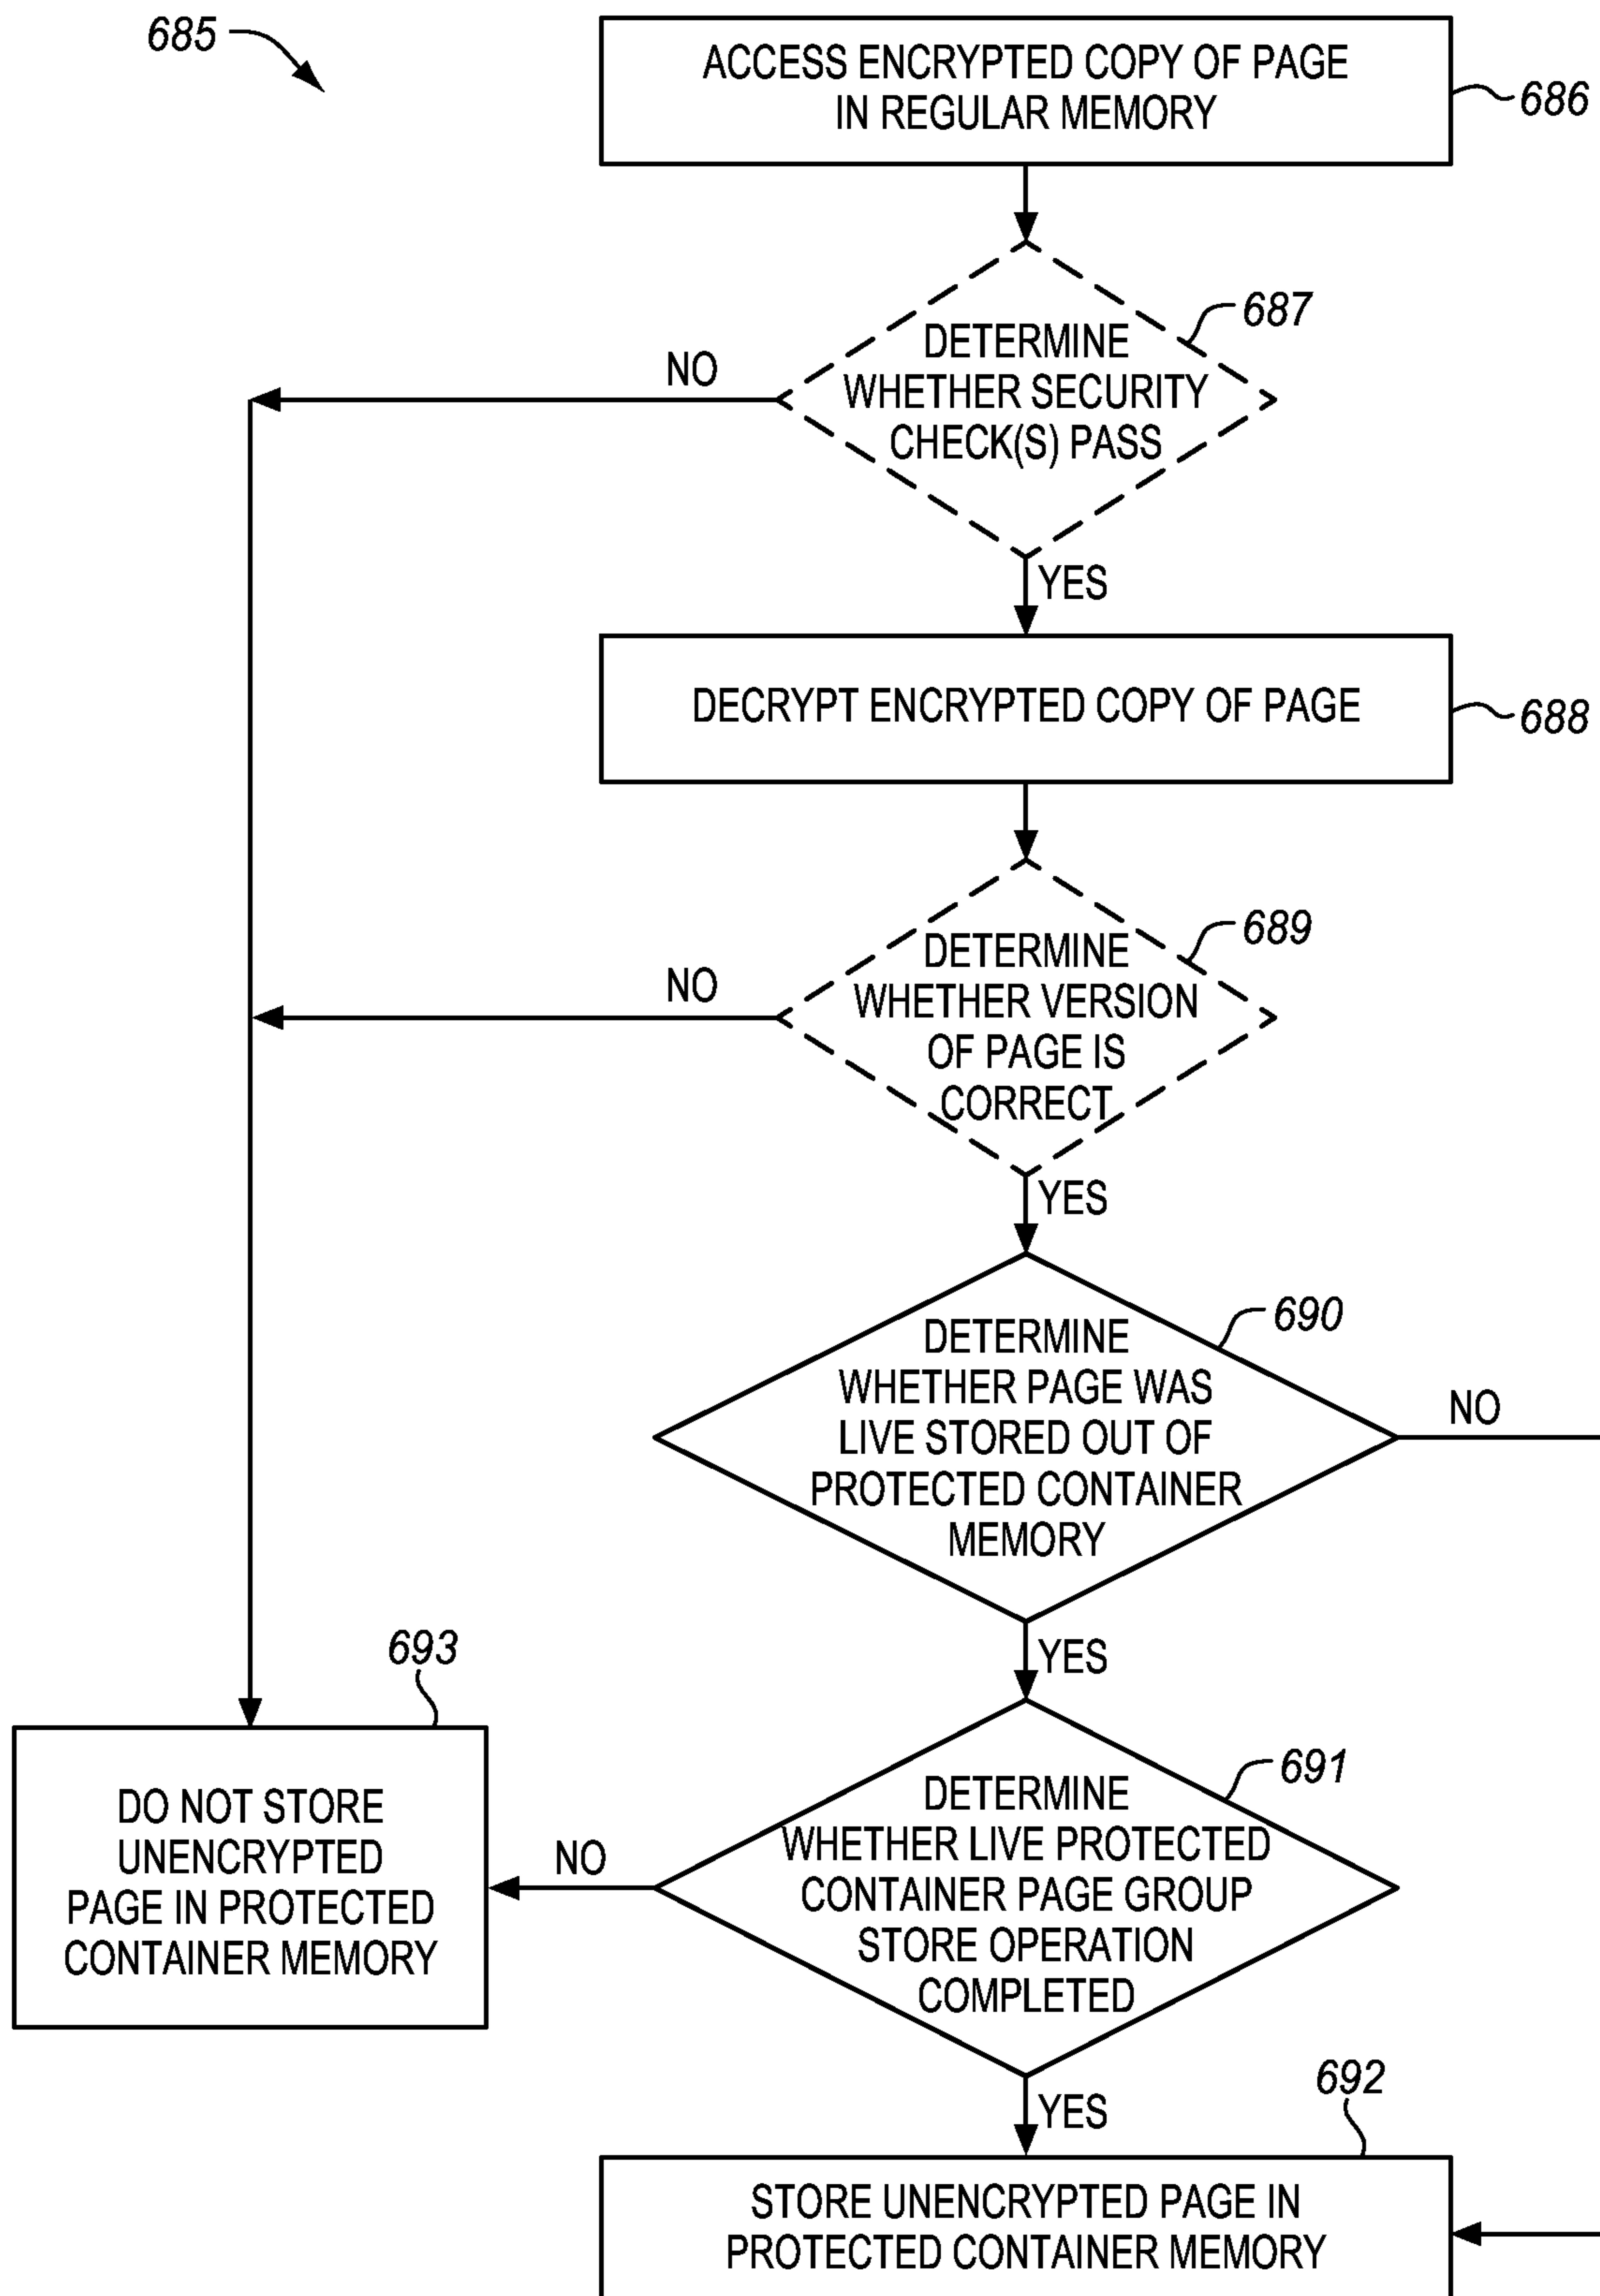 685
ACCESS ENCRYPTED COPY OF PAGE
IN REGULAR MEMORY
686
687
DETERMINE
WHETHER SECURITY
CHECK(S) PASS
NO
YES
DECRYPT ENCRYPTED COPY OF PAGE
688
689
DETERMINE
WHETHER VERSION
OF PAGE IS
CORRECT
NO
YES
690
DETERMINE
WHETHER PAGE WAS
LIVE STORED OUT OF
PROTECTED CONTAINER
MEMORY
NO
YES
691
DETERMINE
WHETHER LIVE PROTECTED
CONTAINER PAGE GROUP
STORE OPERATION
COMPLETED
NO
YES
693
DO NOT STORE
UNENCRYPTED
PAGE IN PROTECTED
CONTAINER MEMORY
692
STORE UNENCRYPTED PAGE IN
PROTECTED CONTAINER MEMORY